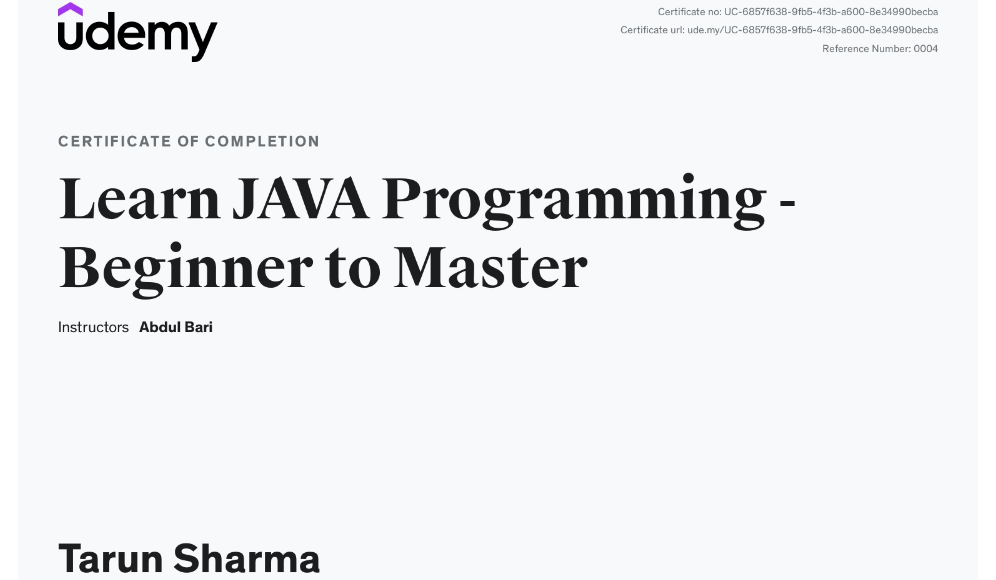 udemy
Certificate no: UC-6857f638-9fb5-4f3b-a600-8e34990becba
Certificate url: ude.my/UC-6857f638-9fb5-4f3b-a600-8e34990becba
Reference Number: 0004
CERTIFICATE OF COMPLETION
Learn JAVA Programming -
Beginner to Master
Instructors Abdul Bari
Tarun Sharma